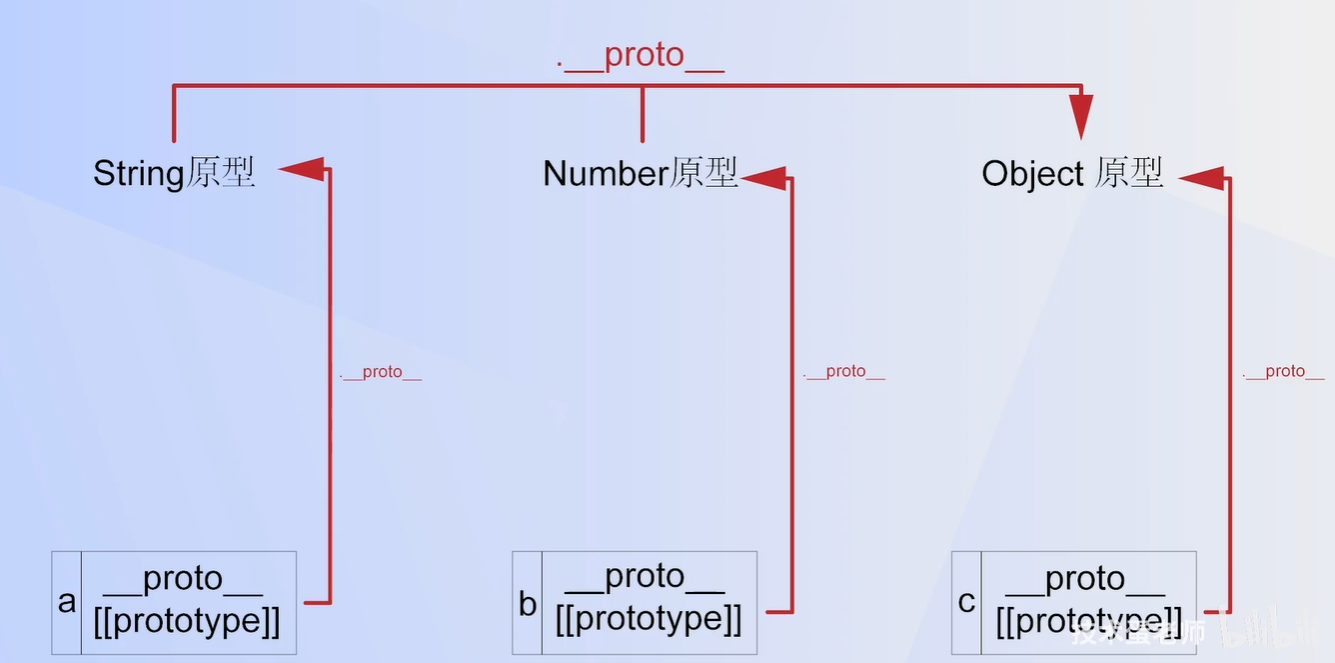 .__proto__
String原型
Number原型
Object 原型
.__proto__
.__proto__
.__proto__
a
__proto__
[[prototype]]
b
__proto__
[[prototype]]
c
__proto__
[[prototype]]
技术蛋老师
bilibili